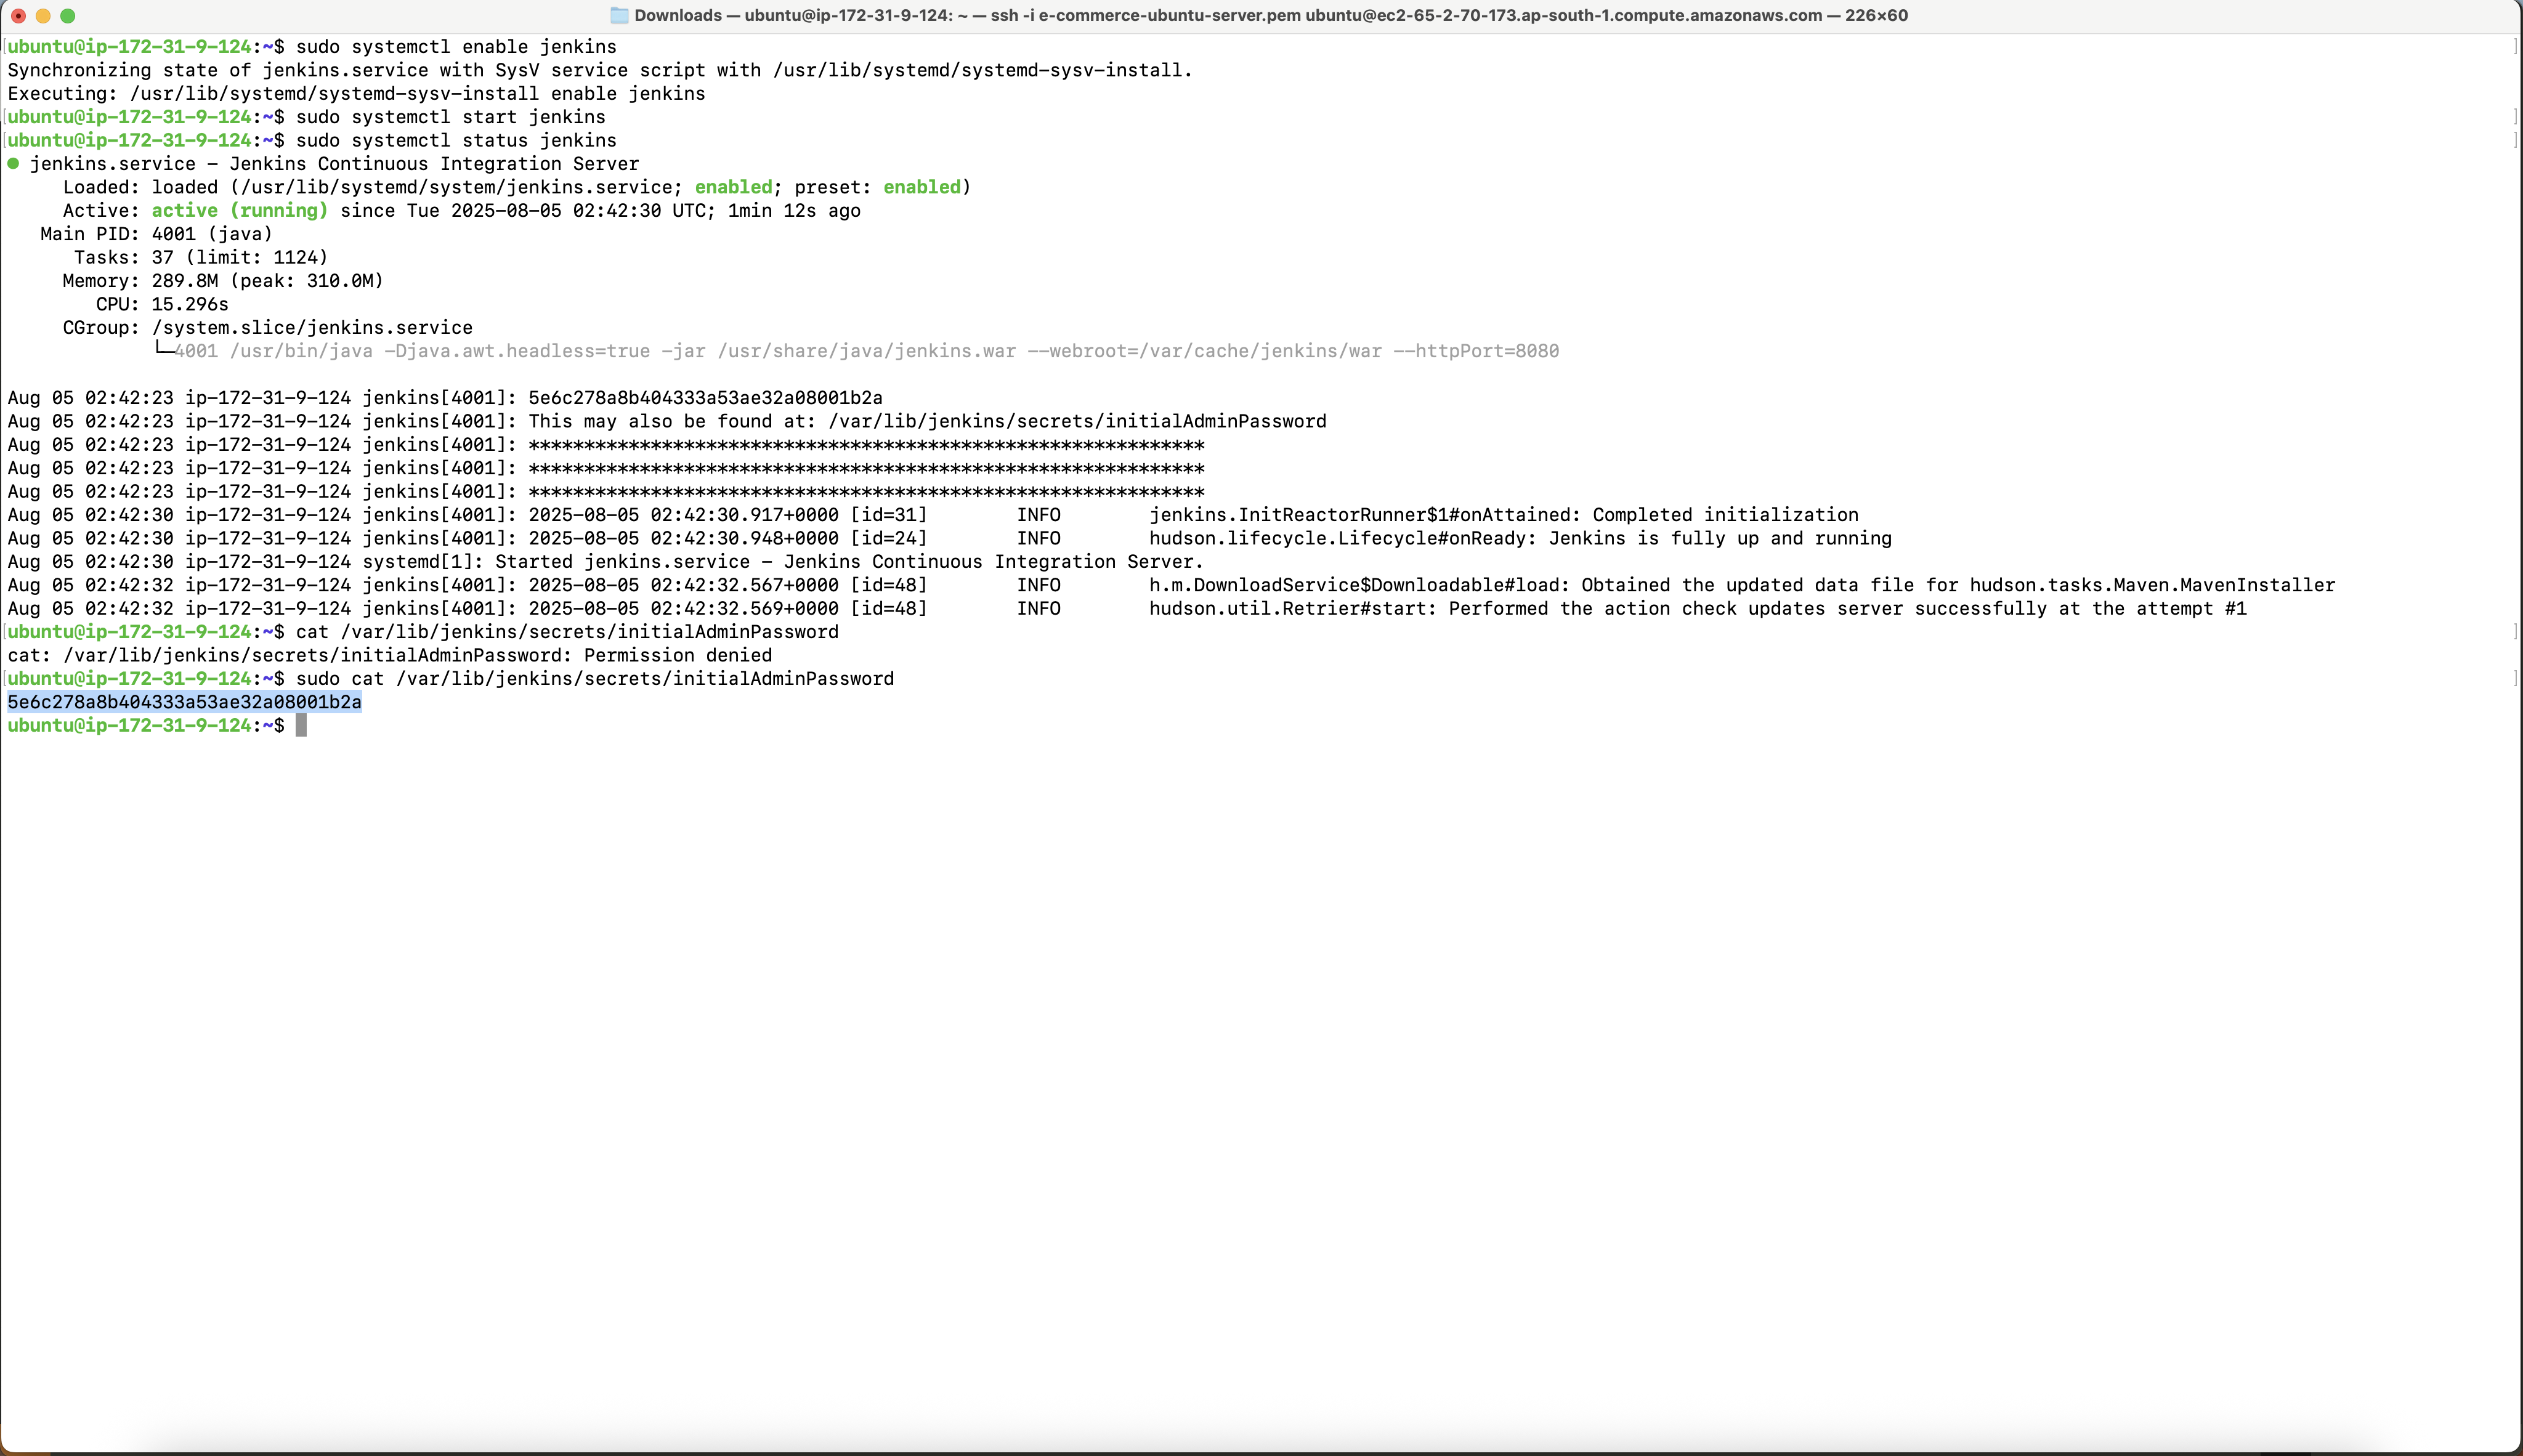 Downloads — ubuntu@ip-172-31-9-124: ~ — ssh -i e-commerce-ubuntu-server.pem ubuntu@ec2-65-2-70-173.ap-south-1.compute.amazonaws.com — 226×60
[ubuntu@ip-172-31-9-124:~$ sudo systemctl enable jenkins ]
Synchronizing state of jenkins.service with SysV service script with /usr/lib/systemd/systemd-sysv-install.
Executing: /usr/lib/systemd/systemd-sysv-install enable jenkins
[ubuntu@ip-172-31-9-124:~$ sudo systemctl start jenkins ]
[ubuntu@ip-172-31-9-124:~$ sudo systemctl status jenkins ]
● jenkins.service - Jenkins Continuous Integration Server
Loaded: loaded (/usr/lib/systemd/system/jenkins.service; enabled; preset: enabled)
Active: active (running) since Tue 2025-08-05 02:42:30 UTC; 1min 12s ago
Main PID: 4001 (java)
Tasks: 37 (limit: 1124)
Memory: 289.8M (peak: 310.0M)
CPU: 15.296s
CGroup: /system.slice/jenkins.service
└─4001 /usr/bin/java -Djava.awt.headless=true -jar /usr/share/java/jenkins.war --webroot=/var/cache/jenkins/war --httpPort=8080
Aug 05 02:42:23 ip-172-31-9-124 jenkins[4001]: 5e6c278a8b404333a53ae32a08001b2a
Aug 05 02:42:23 ip-172-31-9-124 jenkins[4001]: This may also be found at: /var/lib/jenkins/secrets/initialAdminPassword
Aug 05 02:42:23 ip-172-31-9-124 jenkins[4001]: *************************************************************
Aug 05 02:42:23 ip-172-31-9-124 jenkins[4001]: *************************************************************
Aug 05 02:42:23 ip-172-31-9-124 jenkins[4001]: *************************************************************
Aug 05 02:42:30 ip-172-31-9-124 jenkins[4001]: 2025-08-05 02:42:30.917+0000 [id=31] INFO jenkins.InitReactorRunner$1#onAttained: Completed initialization
Aug 05 02:42:30 ip-172-31-9-124 jenkins[4001]: 2025-08-05 02:42:30.948+0000 [id=24] INFO hudson.lifecycle.Lifecycle#onReady: Jenkins is fully up and running
Aug 05 02:42:30 ip-172-31-9-124 systemd[1]: Started jenkins.service - Jenkins Continuous Integration Server.
Aug 05 02:42:32 ip-172-31-9-124 jenkins[4001]: 2025-08-05 02:42:32.567+0000 [id=48] INFO h.m.DownloadService$Downloadable#load: Obtained the updated data file for hudson.tasks.Maven.MavenInstaller
Aug 05 02:42:32 ip-172-31-9-124 jenkins[4001]: 2025-08-05 02:42:32.569+0000 [id=48] INFO hudson.util.Retrier#start: Performed the action check updates server successfully at the attempt #1
[ubuntu@ip-172-31-9-124:~$ cat /var/lib/jenkins/secrets/initialAdminPassword ]
cat: /var/lib/jenkins/secrets/initialAdminPassword: Permission denied
[ubuntu@ip-172-31-9-124:~$ sudo cat /var/lib/jenkins/secrets/initialAdminPassword ]
5e6c278a8b404333a53ae32a08001b2a
ubuntu@ip-172-31-9-124:~$